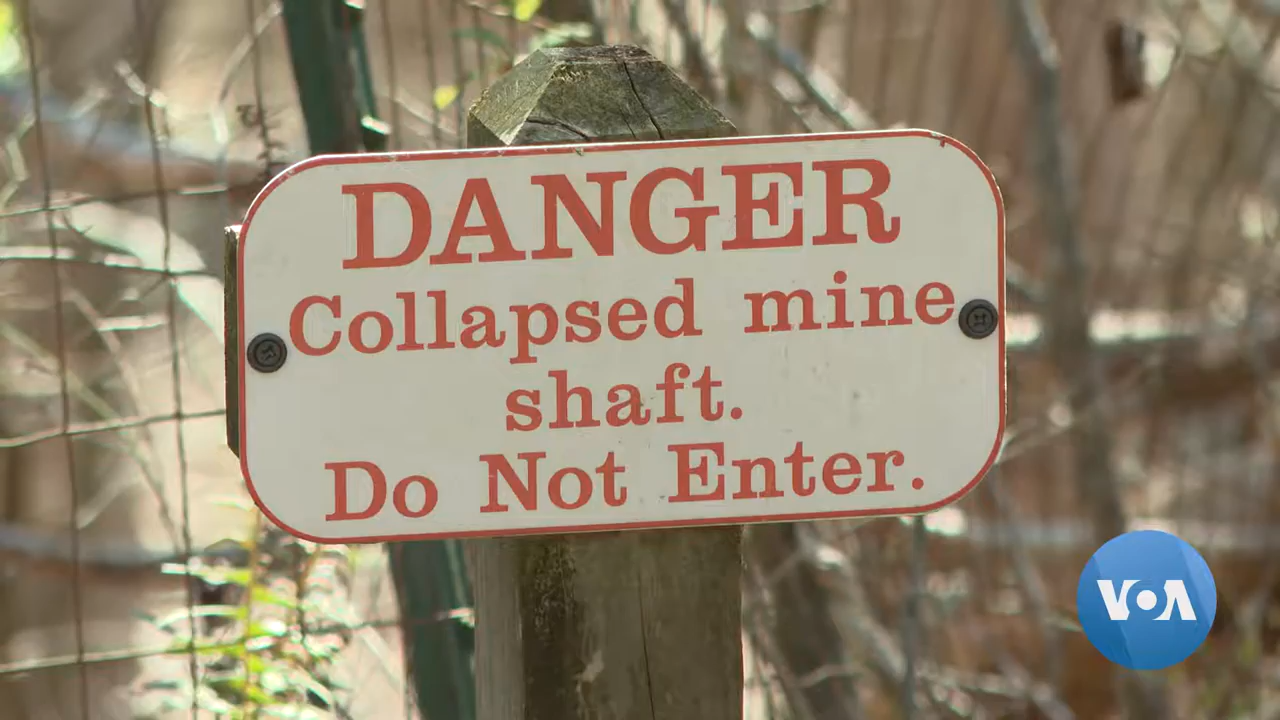 DANGER
Collapsed mine
shaft.
Do Not Enter.
VOA